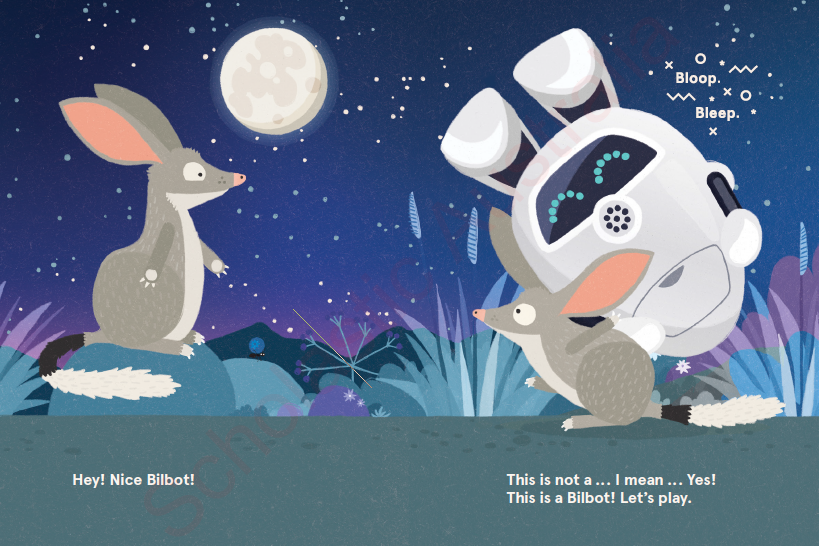 Bloop.
Bleep.
Hey! Nice Bilbot!
This is not a ... I mean ... Yes!
This is a Bilbot! Let's play.